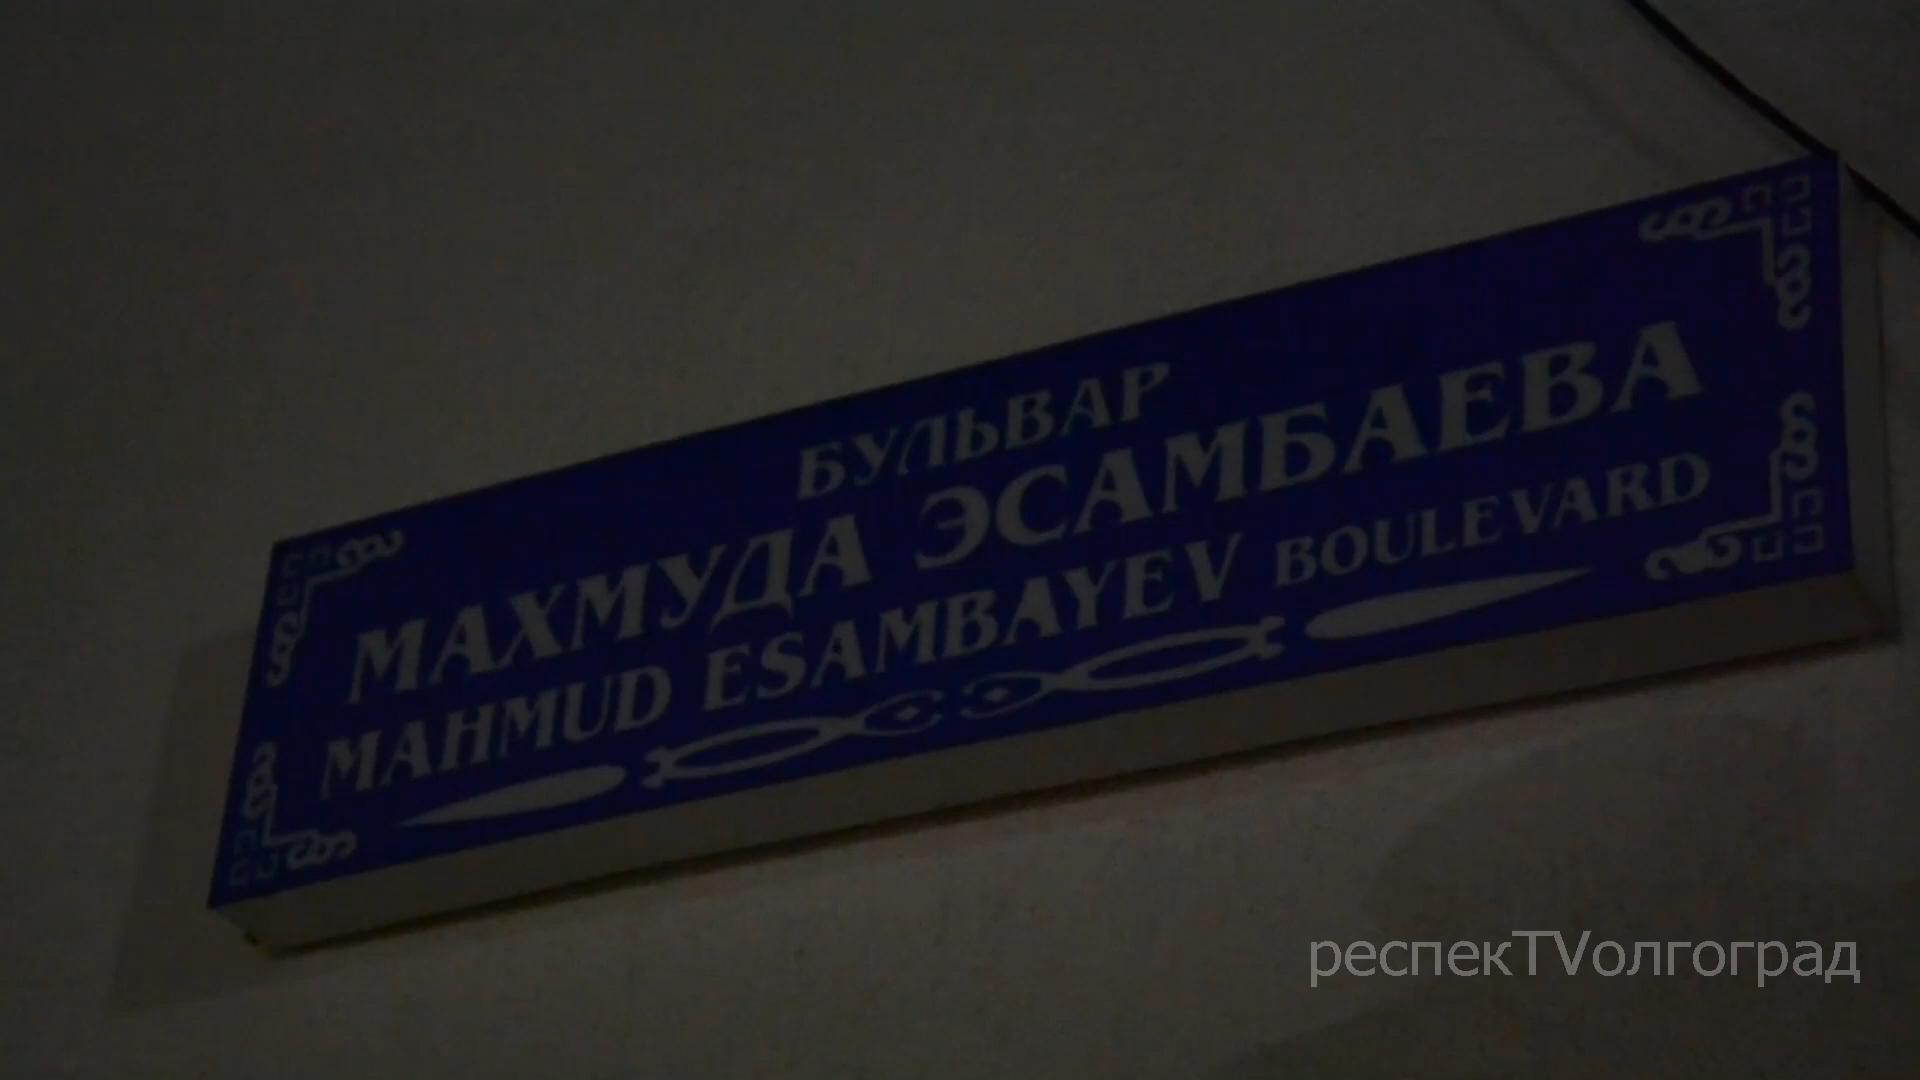 БУЛЬВАР
МАХМУДА ЭСАМБАЕВА
MAHMUD ESAMBAYEV BOULEVARD
респекTVолгоград